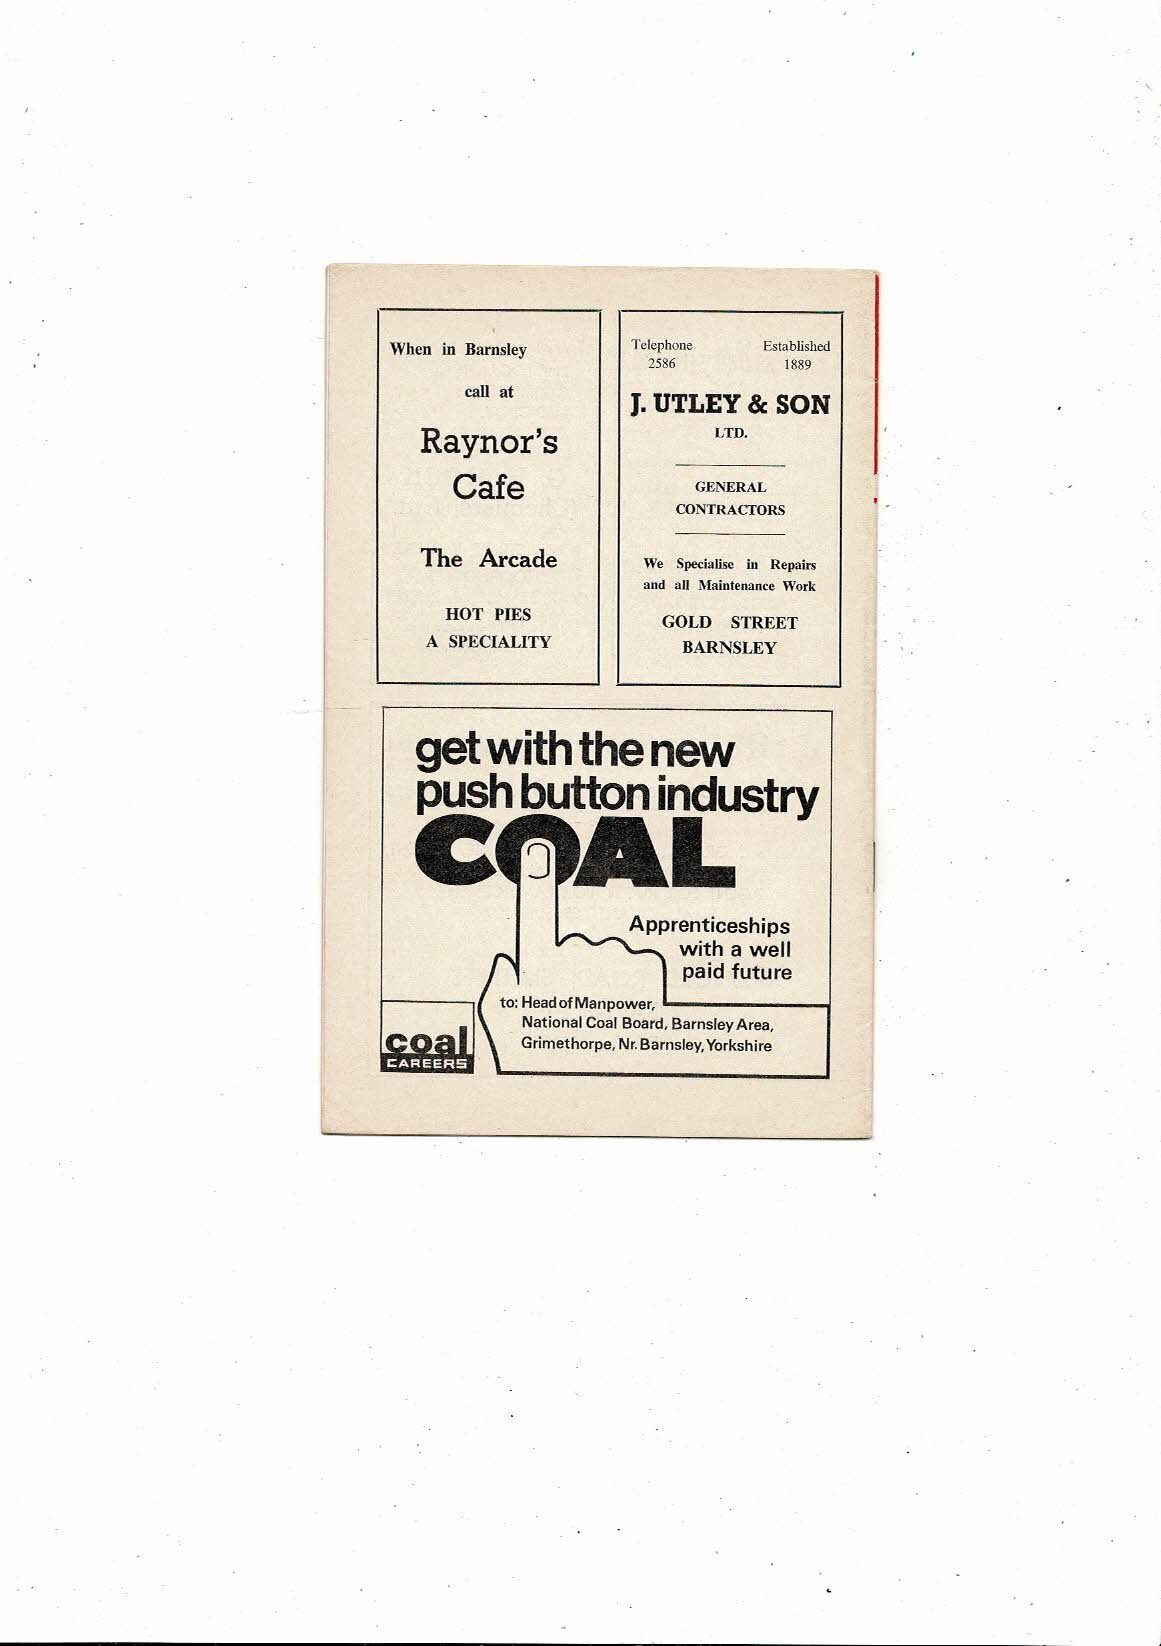 When in Barnsley
call at
Raynor's
Cafe
The Arcade
HOT PIES
A SPECIALITY
Telephone Established
2586 1889
J. UTLEY & SON
LTD.
GENERAL
CONTRACTORS
We Specialise in Repairs
and all Maintenance Work
GOLD STREET
BARNSLEY
get with the new
push button industry
COAL
Apprenticeships
with a well
paid future
to: Head of Manpower,
National Coal Board, Barnsley Area,
Grimethorpe, Nr. Barnsley, Yorkshire
coal
CAREERS